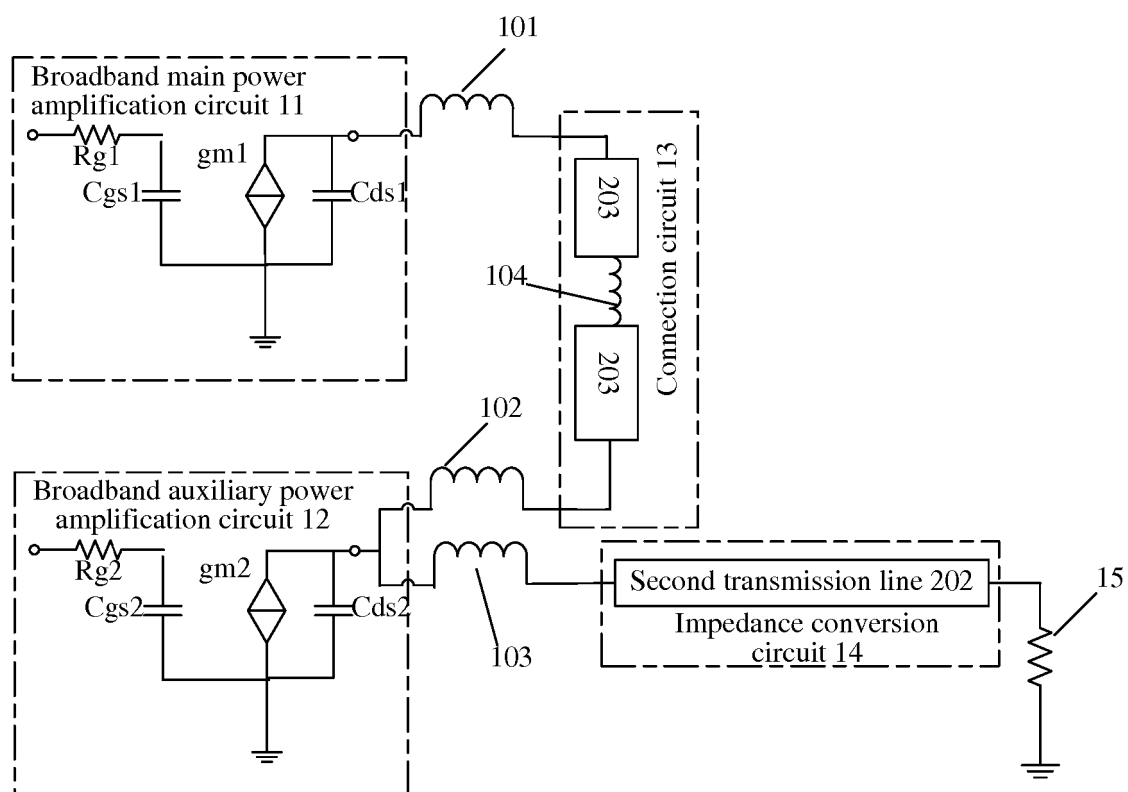 101
Broadband main power
amplification circuit 11
Rg1
gm1
Cgs1
Cds1
203
104
203
Connection circuit 13
102
Broadband auxiliary power
amplification circuit 12
Rg2
gm2
Cgs2
Cds2
103
Second transmission line 202
Impedance conversion
circuit 14
15